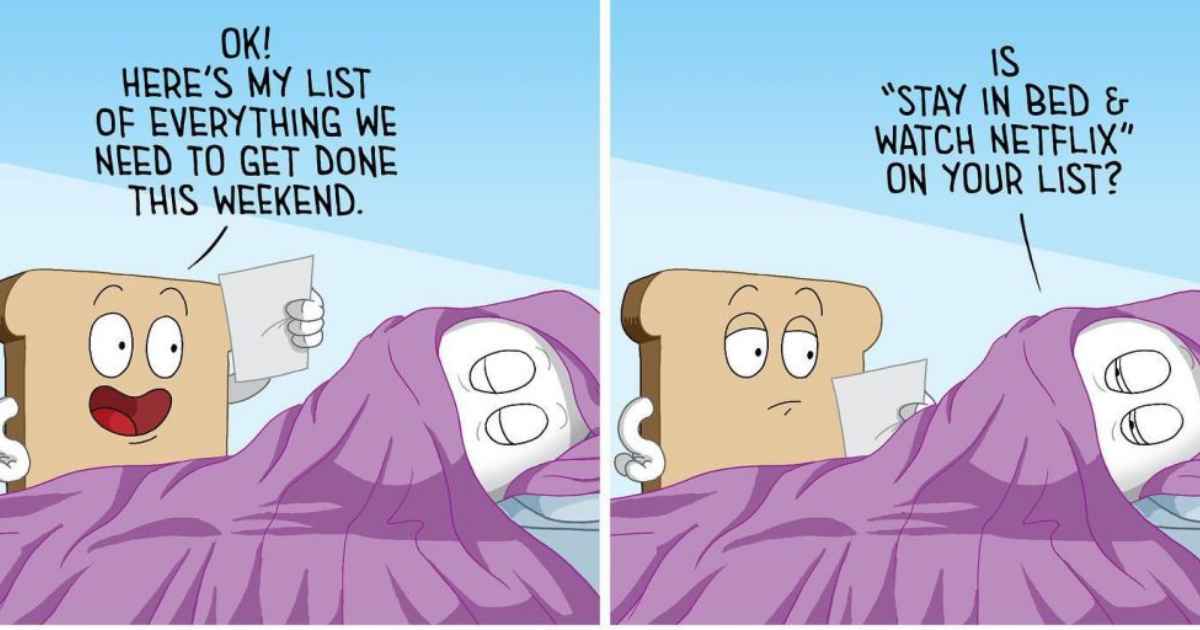 OK!
HERE'S MY LIST
OF EVERYTHING WE
NEED TO GET DONE
THIS WEEKEND.
IS
"STAY IN BED &
WATCH NETFLIX"
ON YOUR LIST?